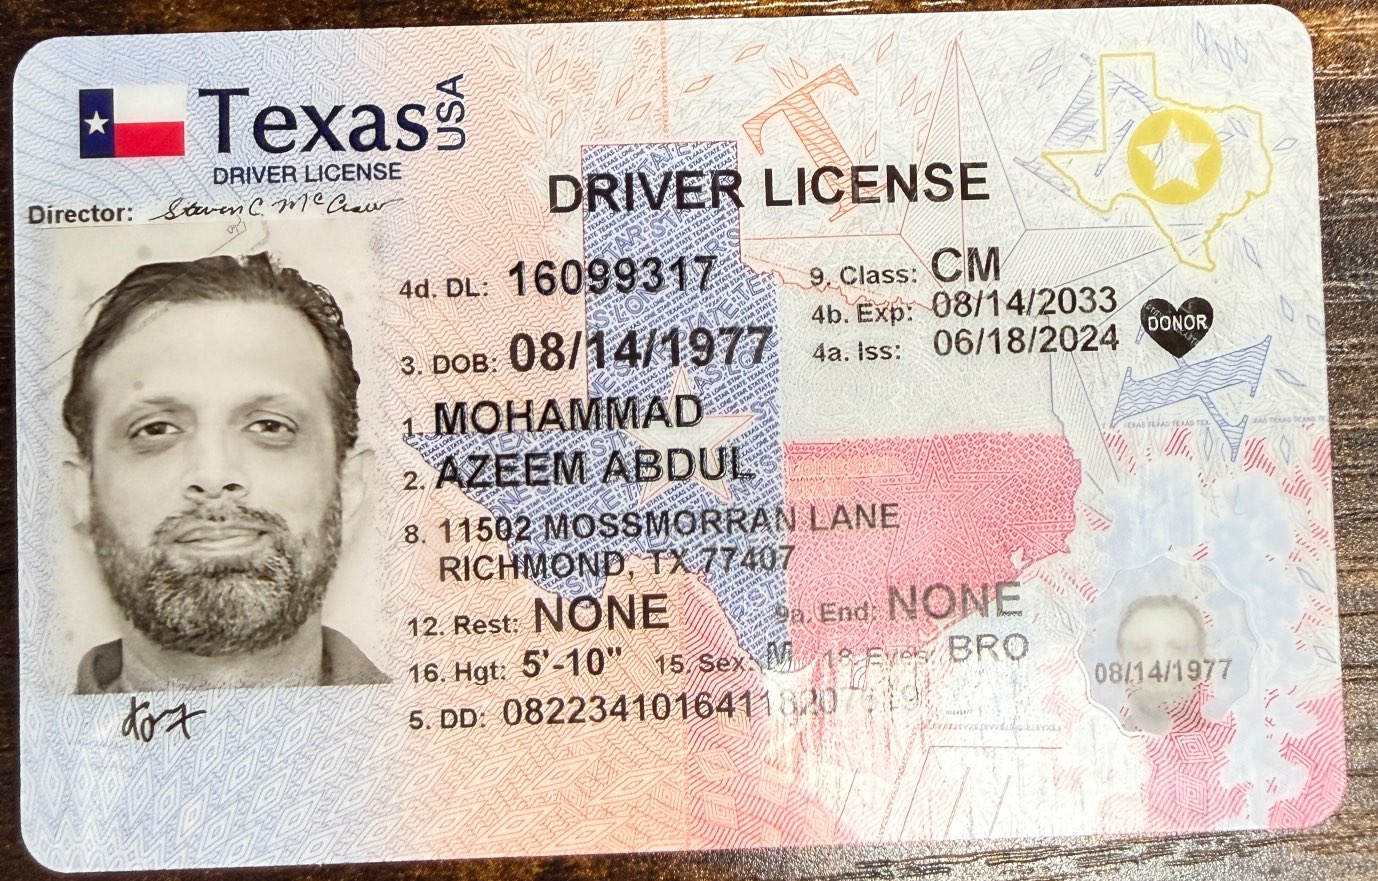 Texas USA
DRIVER LICENSE
Director: Steven C. McCraw
DRIVER LICENSE
4d. DL: 16099317
9. Class: CM
4b. Exp: 08/14/2033
4a. Iss: 06/18/2024
DONOR
3. DOB: 08/14/1977
1. MOHAMMAD
2. AZEEM ABDUL
8. 11502 MOSSMORRAN LANE
RICHMOND, TX 77407
12. Rest: NONE
9a. End: NONE
16. Hgt: 5'-10"
15. Sex: M
18. Eyes: BRO
5. DD:
08/14/1977